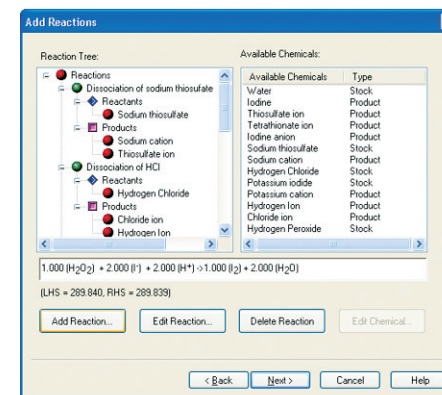 Add Reactions
Reaction Tree:
Reactions
Dissociation of sodium thiosulfate
Reactants
Sodium thiosulfate
Products
Sodium cation
Thiosulfate ion
Dissociation of HCl
Reactants
Hydrogen Chloride
Products
Chloride ion
Hydrogen Ion
Available Chemicals:
Available Chemicals Type
Water Stock
Iodine Product
Thiosulfate ion Product
Tetrathionate ion Product
Iodine anion Product
Sodium thiosulfate Stock
Sodium cation Product
Hydrogen Chloride Stock
Potassium iodide Stock
Potassium cation Product
Hydrogen Ion Product
Chloride ion Product
Hydrogen Peroxide Stock
1.000 (H₂O₂) + 2.000 (I⁻) + 2.000 (H⁺) ->1.000 (I₂) + 2.000 (H₂O)
(LHS = 289.840, RHS = 289.839)
Add Reaction... Edit Reaction... Delete Reaction Edit Chemical...
< Back Next > Cancel Help